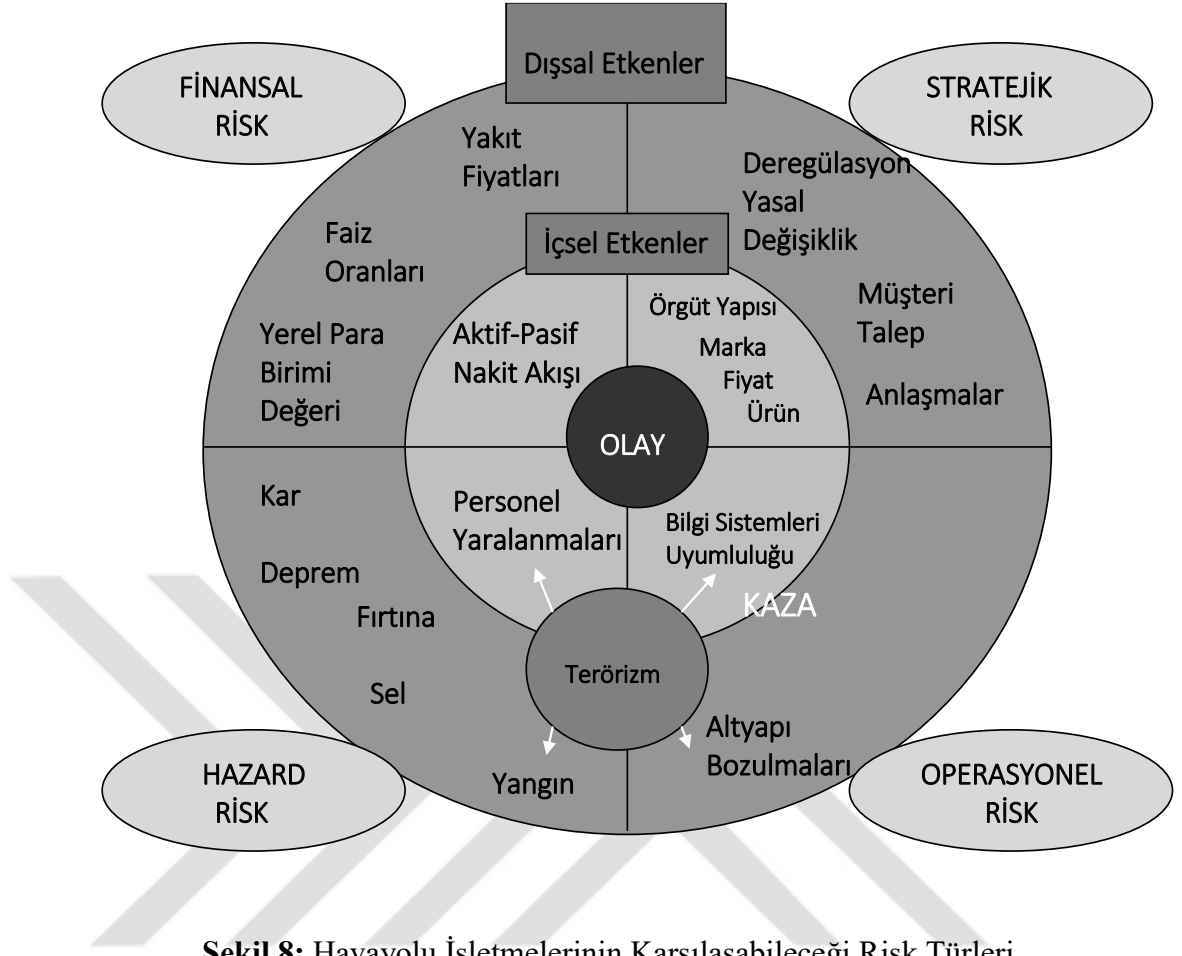 Dışsal Etkenler
FİNANSAL
RİSK
STRATEJİK
RİSK
Yakıt
Fiyatları
Deregülasyon
Yasal
Değişiklik
Faiz
Oranları
İçsel Etkenler
Müşteri
Talep
Örgüt Yapısı
Yerel Para
Birimi
Değeri
Aktif-Pasif
Nakit Akışı
Marka
Fiyat
Ürün
Anlaşmalar
OLAY
Kar
Personel
Yaralanmaları
Bilgi Sistemleri
Uyumluluğu
Deprem
Fırtına
KAZA
Terörizm
Sel
Altyapı
Bozulmaları
Yangın
HAZARD
RİSK
OPERASYONEL
RİSK
Şekil 8: Havayolu İşletmelerinin Karşılaşabileceği Risk Türleri